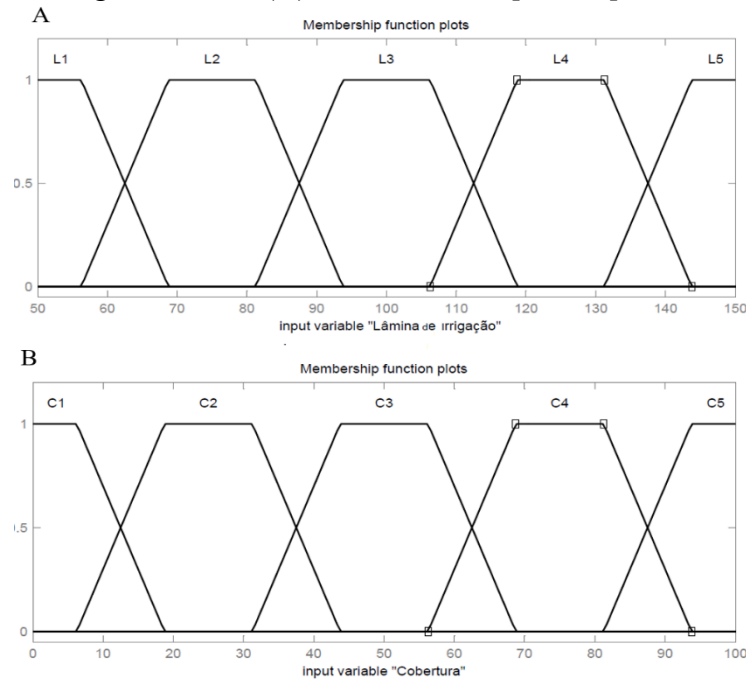 A
Membership function plots
L1 L2 L3 L4 L5
1
0.5
0
50 60 70 80 90 100 110 120 130 140 150
input variable "Lâmina de Irrigação"
B
Membership function plots
C1 C2 C3 C4 C5
1
0.5
0
0 10 20 30 40 50 60 70 80 90 100
input variable "Cobertura"